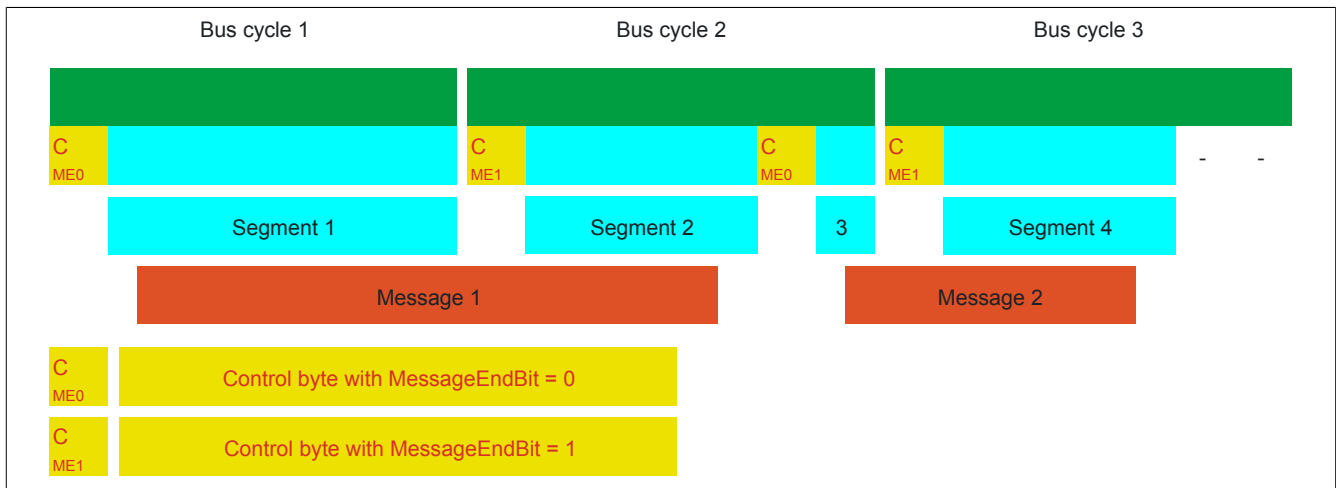 Bus cycle 1 Bus cycle 2 Bus cycle 3
C C C C
ME0 ME1 ME0 ME1 - -
Segment 1 Segment 2 3 Segment 4
Message 1 Message 2
C
ME0
Control byte with MessageEndBit = 0
C
ME1
Control byte with MessageEndBit = 1